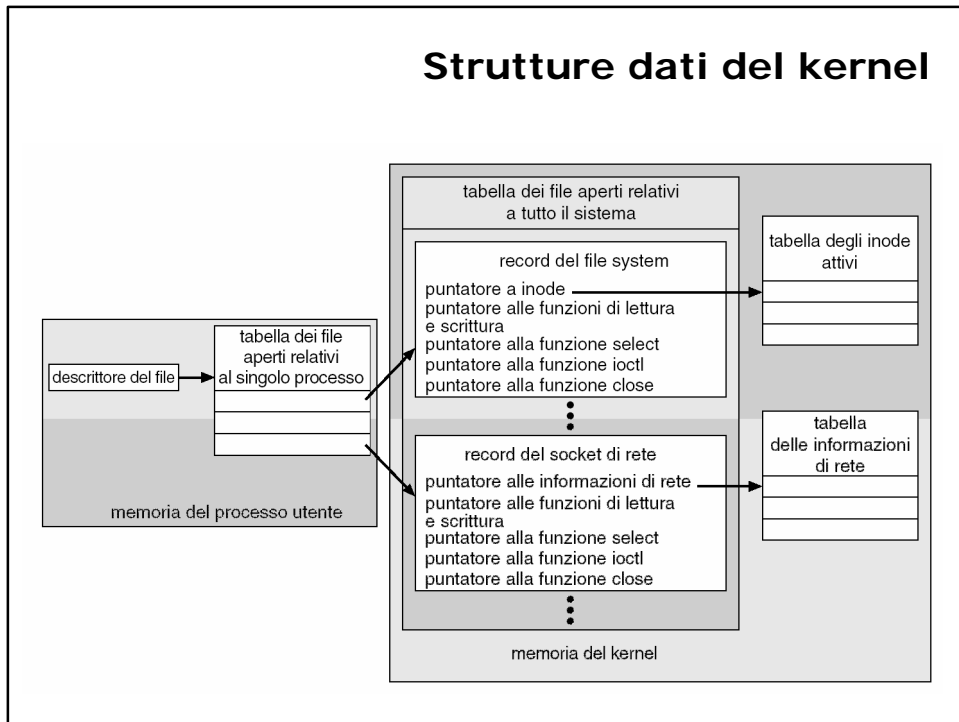 Strutture dati del kernel
descrittore del file
tabella dei file
aperti relativi
al singolo processo
memoria del processo utente
tabella dei file aperti relativi
a tutto il sistema
record del file system
puntatore a inode
puntatore alle funzioni di lettura
e scrittura
puntatore alla funzione select
puntatore alla funzione ioctl
puntatore alla funzione close
record del socket di rete
puntatore alle informazioni di rete
puntatore alle funzioni di lettura
e scrittura
puntatore alla funzione select
puntatore alla funzione ioctl
puntatore alla funzione close
memoria del kernel
tabella degli inode
attivi
tabella
delle informazioni
di rete